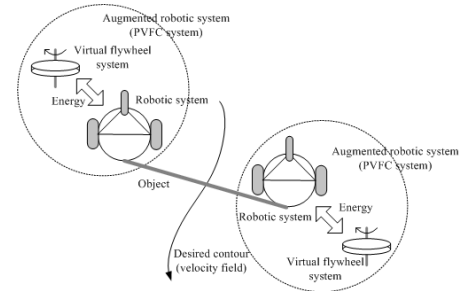 Augmented robotic system
(PVFC system)
Virtual flywheel
system
Energy
Robotic system
Object
Augmented robotic system
(PVFC system)
Robotic system
Energy
Desired contour
(velocity field)
Virtual flywheel
system